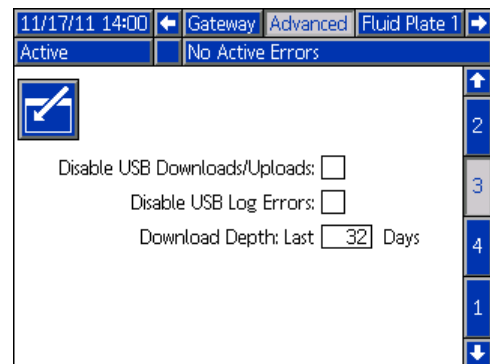 11/17/11 14:00 Gateway Advanced Fluid Plate 1
Active No Active Errors
2
Disable USB Downloads/Uploads:
3
Disable USB Log Errors:
Download Depth: Last 32 Days
4
1